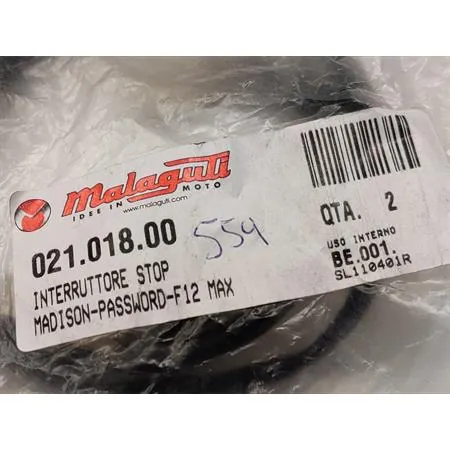 Malaguti
IDEE IN MOTO
www.malaguti.com
021.018.00
554
INTERRUTTORE STOP
MADISON-PASSWORD-F12 MAX
QTA. 2
USO INTERNO
BE.001.
SL110401R